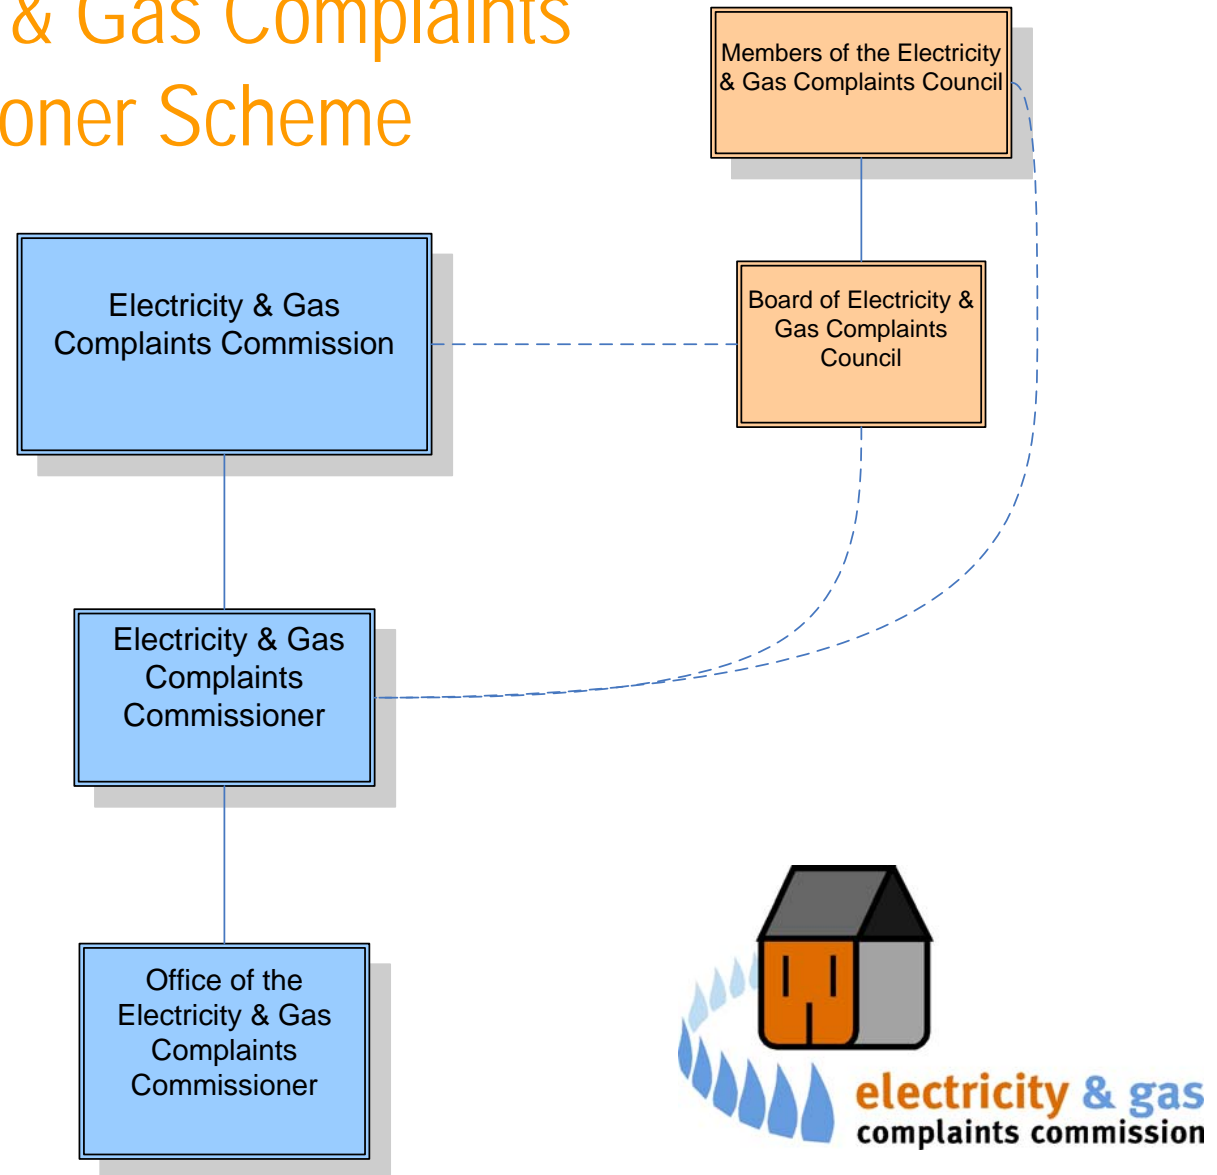 & Gas Complaints
oner Scheme
Members of the Electricity
& Gas Complaints Council
Electricity & Gas
Complaints Commission
Board of Electricity &
Gas Complaints
Council
Electricity & Gas
Complaints
Commissioner
Office of the
Electricity & Gas
Complaints
Commissioner
electricity & gas
complaints commission